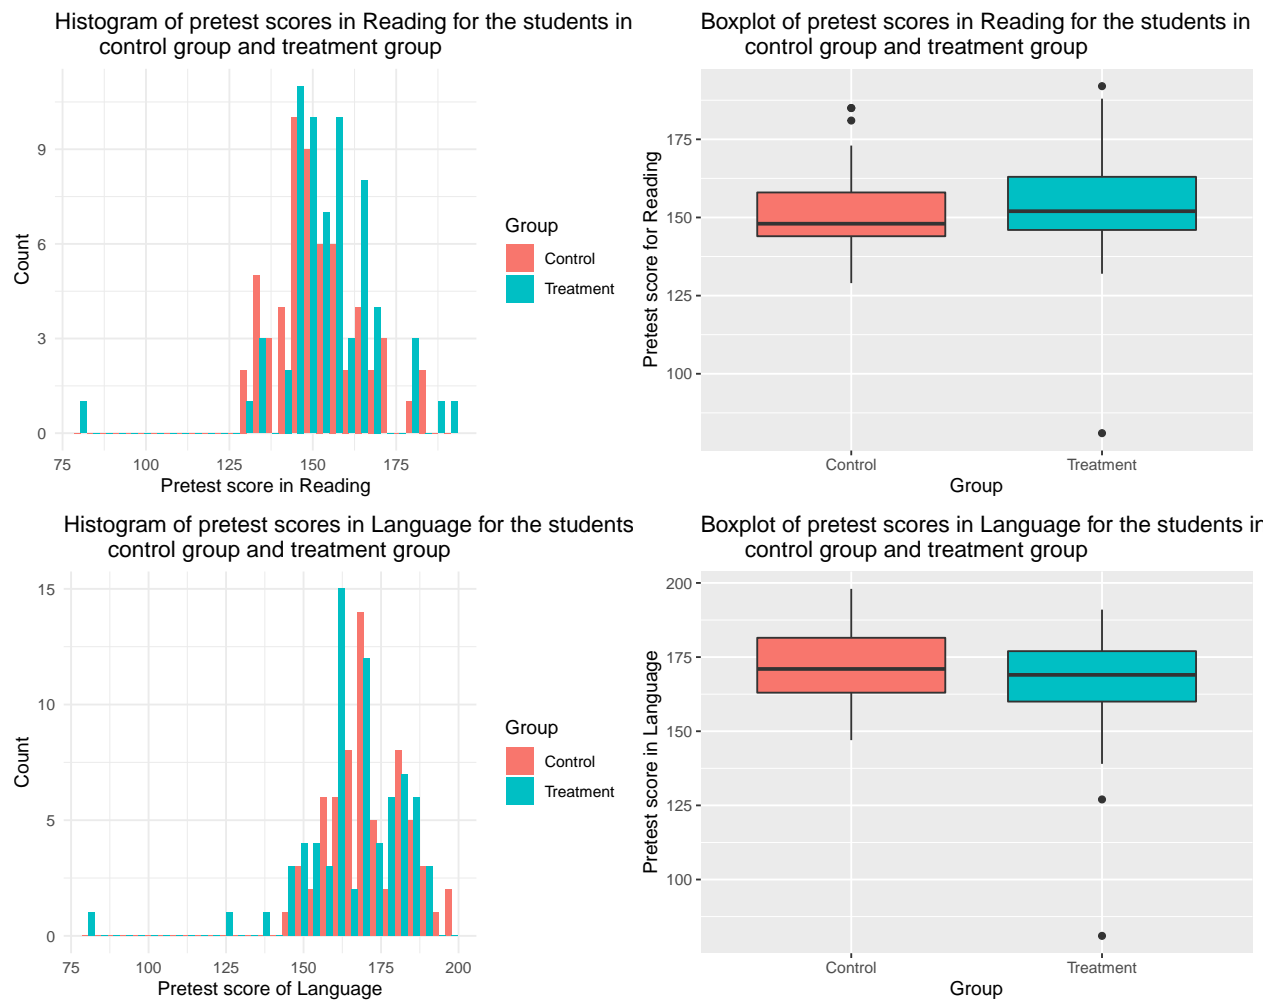 Histogram of pretest scores in Reading for the students in
control group and treatment group
9
6
3
0
Count
75 100 125 150 175
Pretest score in Reading
Group
Control
Treatment
Boxplot of pretest scores in Reading for the students in
control group and treatment group
175
150
125
100
Pretest score for Reading
Control Treatment
Group
Histogram of pretest scores in Language for the students
control group and treatment group
15
10
5
0
Count
75 100 125 150 175 200
Pretest score of Language
Group
Control
Treatment
Boxplot of pretest scores in Language for the students in
control group and treatment group
200
175
150
125
100
Pretest score in Language
Control Treatment
Group